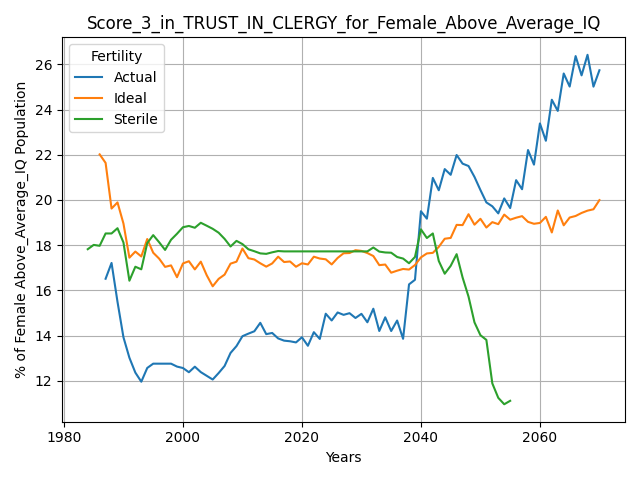 Score_3_in_TRUST_IN_CLERGY_for_Female_Above_Average_IQ
Fertility
Actual
Ideal
Sterile
% of Female Above_Average_IQ Population
26
24
22
20
18
16
14
12
1980
2000
2020
2040
2060
Years